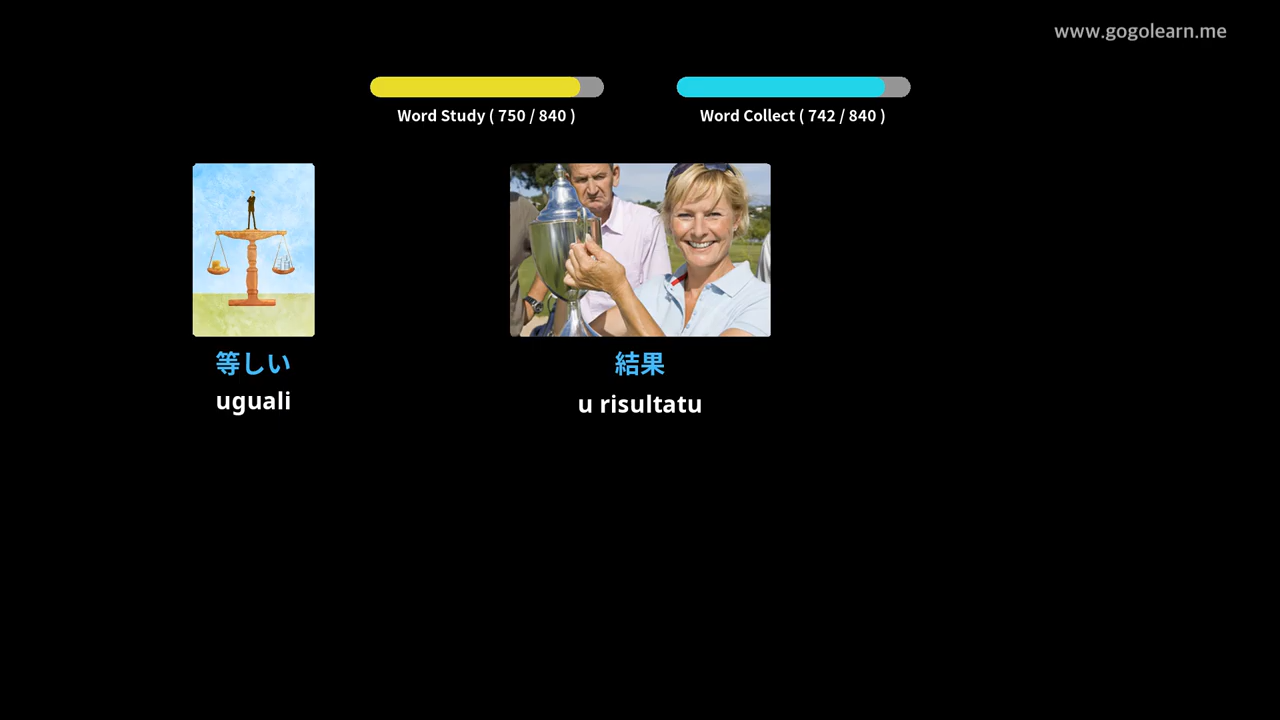 www.gogolearn.me
Word Study ( 750 / 840 )
Word Collect ( 742 / 840 )
等しい
uguali
結果
u risultatu